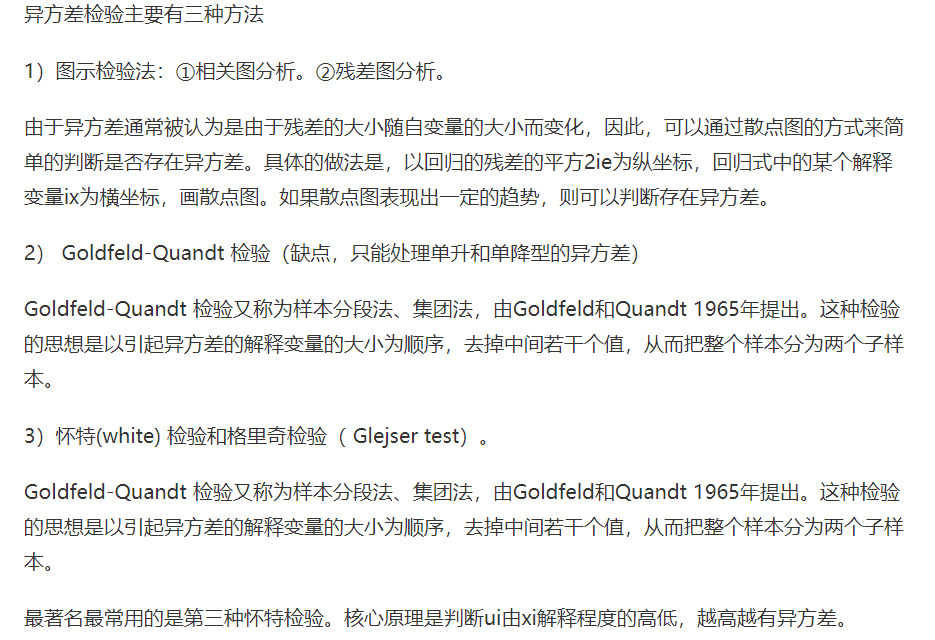 异方差检验主要有三种方法
1）图示检验法：①相关图分析。②残差图分析。
由于异方差通常被认为是由于残差的大小随自变量的大小而变化，因此，可以通过散点图的方式来简
单的判断是否存在异方差。具体的做法是，以回归的残差的平方2ie为纵坐标，回归式中的某个解释
变量ix为横坐标，画散点图。如果散点图表现出一定的趋势，则可以判断存在异方差。
2） Goldfeld-Quandt 检验（缺点，只能处理单升和单降型的异方差）
Goldfeld-Quandt 检验又称为样本分段法、集团法，由Goldfeld和Quandt 1965年提出。这种检验
的思想是以引起异方差的解释变量的大小为顺序，去掉中间若干个值，从而把整个样本分为两个子样
本。
3）怀特(white) 检验和格里奇检验（ Glejser test）。
Goldfeld-Quandt 检验又称为样本分段法、集团法，由Goldfeld和Quandt 1965年提出。这种检验
的思想是以引起异方差的解释变量的大小为顺序，去掉中间若干个值，从而把整个样本分为两个子样
本。
最著名最常用的是第三种怀特检验。核心原理是判断ui由xi解释程度的高低，越高越有异方差。